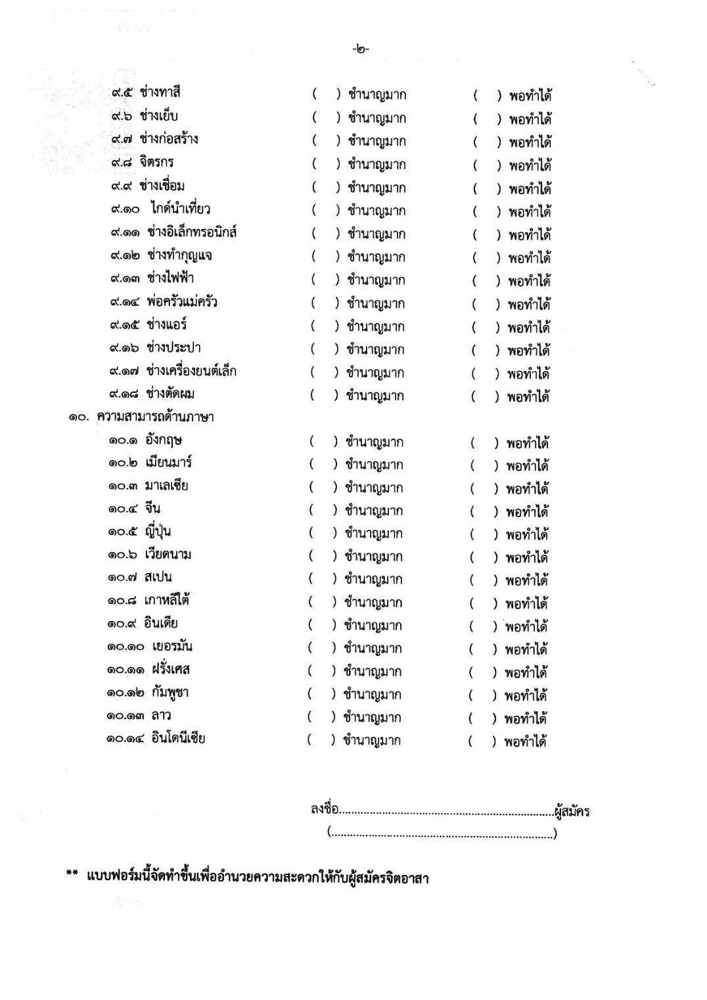 -๒-
๙.๕ ช่างทาสี ( ) ชำนาญมาก ( ) พอทำได้
๙.๖ ช่างเย็บ ( ) ชำนาญมาก ( ) พอทำได้
๙.๗ ช่างก่อสร้าง ( ) ชำนาญมาก ( ) พอทำได้
๙.๘ จิตรกร ( ) ชำนาญมาก ( ) พอทำได้
๙.๙ ช่างเชื่อม ( ) ชำนาญมาก ( ) พอทำได้
๙.๑๐ ไกด์นำเที่ยว ( ) ชำนาญมาก ( ) พอทำได้
๙.๑๑ ช่างอิเล็กทรอนิกส์ ( ) ชำนาญมาก ( ) พอทำได้
๙.๑๒ ช่างทำกุญแจ ( ) ชำนาญมาก ( ) พอทำได้
๙.๑๓ ช่างไฟฟ้า ( ) ชำนาญมาก ( ) พอทำได้
๙.๑๔ พ่อครัวแม่ครัว ( ) ชำนาญมาก ( ) พอทำได้
๙.๑๕ ช่างแอร์ ( ) ชำนาญมาก ( ) พอทำได้
๙.๑๖ ช่างประปา ( ) ชำนาญมาก ( ) พอทำได้
๙.๑๗ ช่างเครื่องยนต์เล็ก ( ) ชำนาญมาก ( ) พอทำได้
๙.๑๘ ช่างตัดผม ( ) ชำนาญมาก ( ) พอทำได้
๑๐. ความสามารถด้านภาษา
๑๐.๑ อังกฤษ ( ) ชำนาญมาก ( ) พอทำได้
๑๐.๒ เมียนมาร์ ( ) ชำนาญมาก ( ) พอทำได้
๑๐.๓ มาเลเซีย ( ) ชำนาญมาก ( ) พอทำได้
๑๐.๔ จีน ( ) ชำนาญมาก ( ) พอทำได้
๑๐.๕ ญี่ปุ่น ( ) ชำนาญมาก ( ) พอทำได้
๑๐.๖ เวียดนาม ( ) ชำนาญมาก ( ) พอทำได้
๑๐.๗ สเปน ( ) ชำนาญมาก ( ) พอทำได้
๑๐.๘ เกาหลีใต้ ( ) ชำนาญมาก ( ) พอทำได้
๑๐.๙ อินเดีย ( ) ชำนาญมาก ( ) พอทำได้
๑๐.๑๐ เยอรมัน ( ) ชำนาญมาก ( ) พอทำได้
๑๐.๑๑ ฝรั่งเศส ( ) ชำนาญมาก ( ) พอทำได้
๑๐.๑๒ กัมพูชา ( ) ชำนาญมาก ( ) พอทำได้
๑๐.๑๓ ลาว ( ) ชำนาญมาก ( ) พอทำได้
๑๐.๑๔ อินโดนีเซีย ( ) ชำนาญมาก ( ) พอทำได้
ลงชื่อ......................................................................ผู้สมัคร
(........................................................................)
** แบบฟอร์มนี้จัดทำขึ้นเพื่ออำนวยความสะดวกให้กับผู้สมัครจิตอาสา